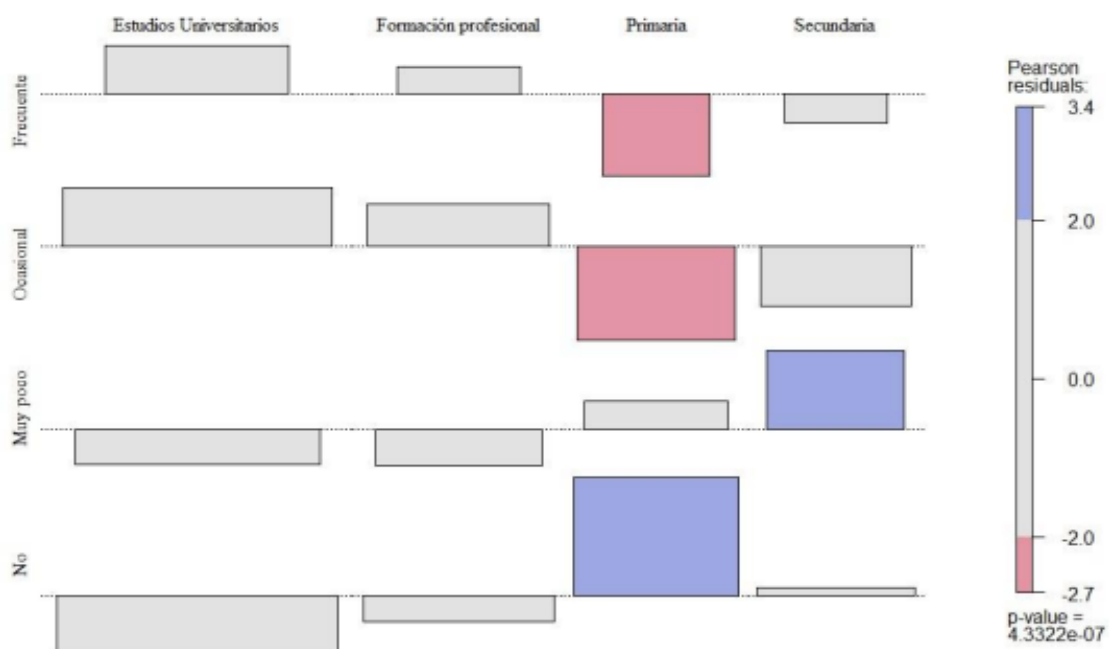 Estudios Universitarios
Formación profesional
Primaria
Secundaria
Frecuente
Ocasional
Muy poco
No
Pearson
residuals:
3.4
2.0
0.0
-2.0
-2.7
p-value =
4.3322e-07